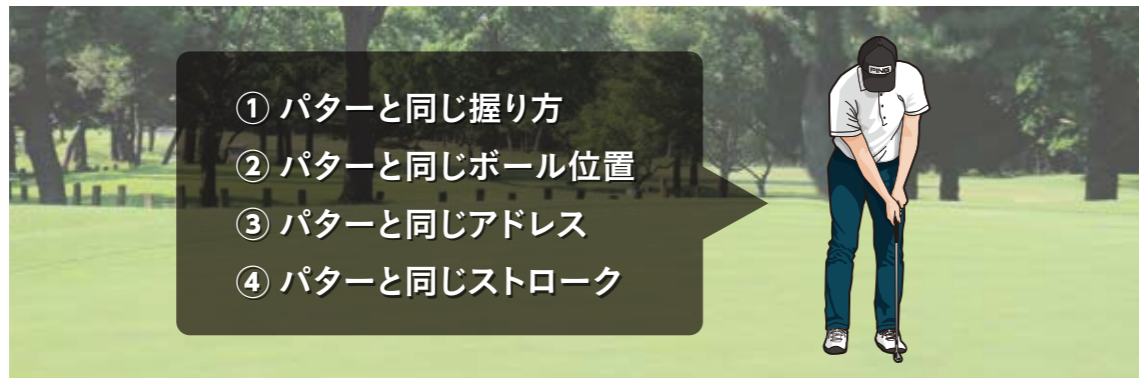 ① パターと同じ握り方
② パターと同じボール位置
③ パターと同じアドレス
④ パターと同じストローク
PING